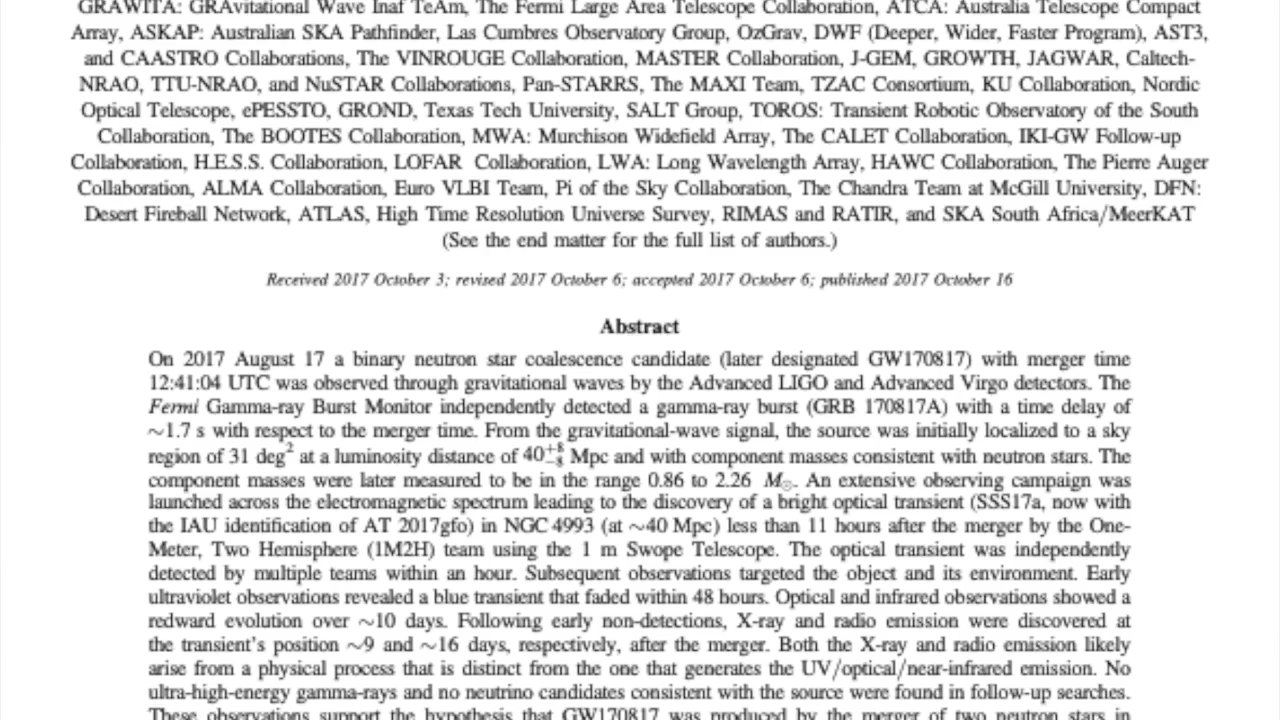 GRAWITA: GRAvitational Wave Inaf TeAm, The Fermi Large Area Telescope Collaboration, ATCA: Australia Telescope Compact
Array, ASKAP: Australian SKA Pathfinder, Las Cumbres Observatory Group, OzGrav, DWF (Deeper, Wider, Faster Program), AST3,
and CAASTRO Collaborations, The VINROUGE Collaboration, MASTER Collaboration, J-GEM, GROWTH, JAGWAR, Caltech-
NRAO, TTU-NRAO, and NuSTAR Collaborations, Pan-STARRS, The MAXI Team, TZAC Consortium, KU Collaboration, Nordic
Optical Telescope, ePESSTO, GROND, Texas Tech University, SALT Group, TOROS: Transient Robotic Observatory of the South
Collaboration, The BOOTES Collaboration, MWA: Murchison Widefield Array, The CALET Collaboration, IKI-GW Follow-up
Collaboration, H.E.S.S. Collaboration, LOFAR Collaboration, LWA: Long Wavelength Array, HAWC Collaboration, The Pierre Auger
Collaboration, ALMA Collaboration, Euro VLBI Team, Pi of the Sky Collaboration, The Chandra Team at McGill University, DFN:
Desert Fireball Network, ATLAS, High Time Resolution Universe Survey, RIMAS and RATIR, and SKA South Africa/MeerKAT
(See the end matter for the full list of authors.)
Received 2017 October 3; revised 2017 October 6; accepted 2017 October 6; published 2017 October 16
Abstract
On 2017 August 17 a binary neutron star coalescence candidate (later designated GW170817) with merger time
12:41:04 UTC was observed through gravitational waves by the Advanced LIGO and Advanced Virgo detectors. The
Fermi Gamma-ray Burst Monitor independently detected a gamma-ray burst (GRB 170817A) with a time delay of
~1.7 s with respect to the merger time. From the gravitational-wave signal, the source was initially localized to a sky
region of 31 deg² at a luminosity distance of 40⁺⁸₋₈ Mpc and with component masses consistent with neutron stars. The
component masses were later measured to be in the range 0.86 to 2.26 M☉. An extensive observing campaign was
launched across the electromagnetic spectrum leading to the discovery of a bright optical transient (SSS17a, now with
the IAU identification of AT 2017gfo) in NGC 4993 (at ~40 Mpc) less than 11 hours after the merger by the One-
Meter, Two Hemisphere (1M2H) team using the 1 m Swope Telescope. The optical transient was independently
detected by multiple teams within an hour. Subsequent observations targeted the object and its environment. Early
ultraviolet observations revealed a blue transient that faded within 48 hours. Optical and infrared observations showed a
redward evolution over ~10 days. Following early non-detections, X-ray and radio emission were discovered at
the transient's position ~9 and ~16 days, respectively, after the merger. Both the X-ray and radio emission likely
arise from a physical process that is distinct from the one that generates the UV/optical/near-infrared emission. No
ultra-high-energy gamma-rays and no neutrino candidates consistent with the source were found in follow-up searches.
These observations support the hypothesis that GW170817 was produced by the merger of two neutron stars in